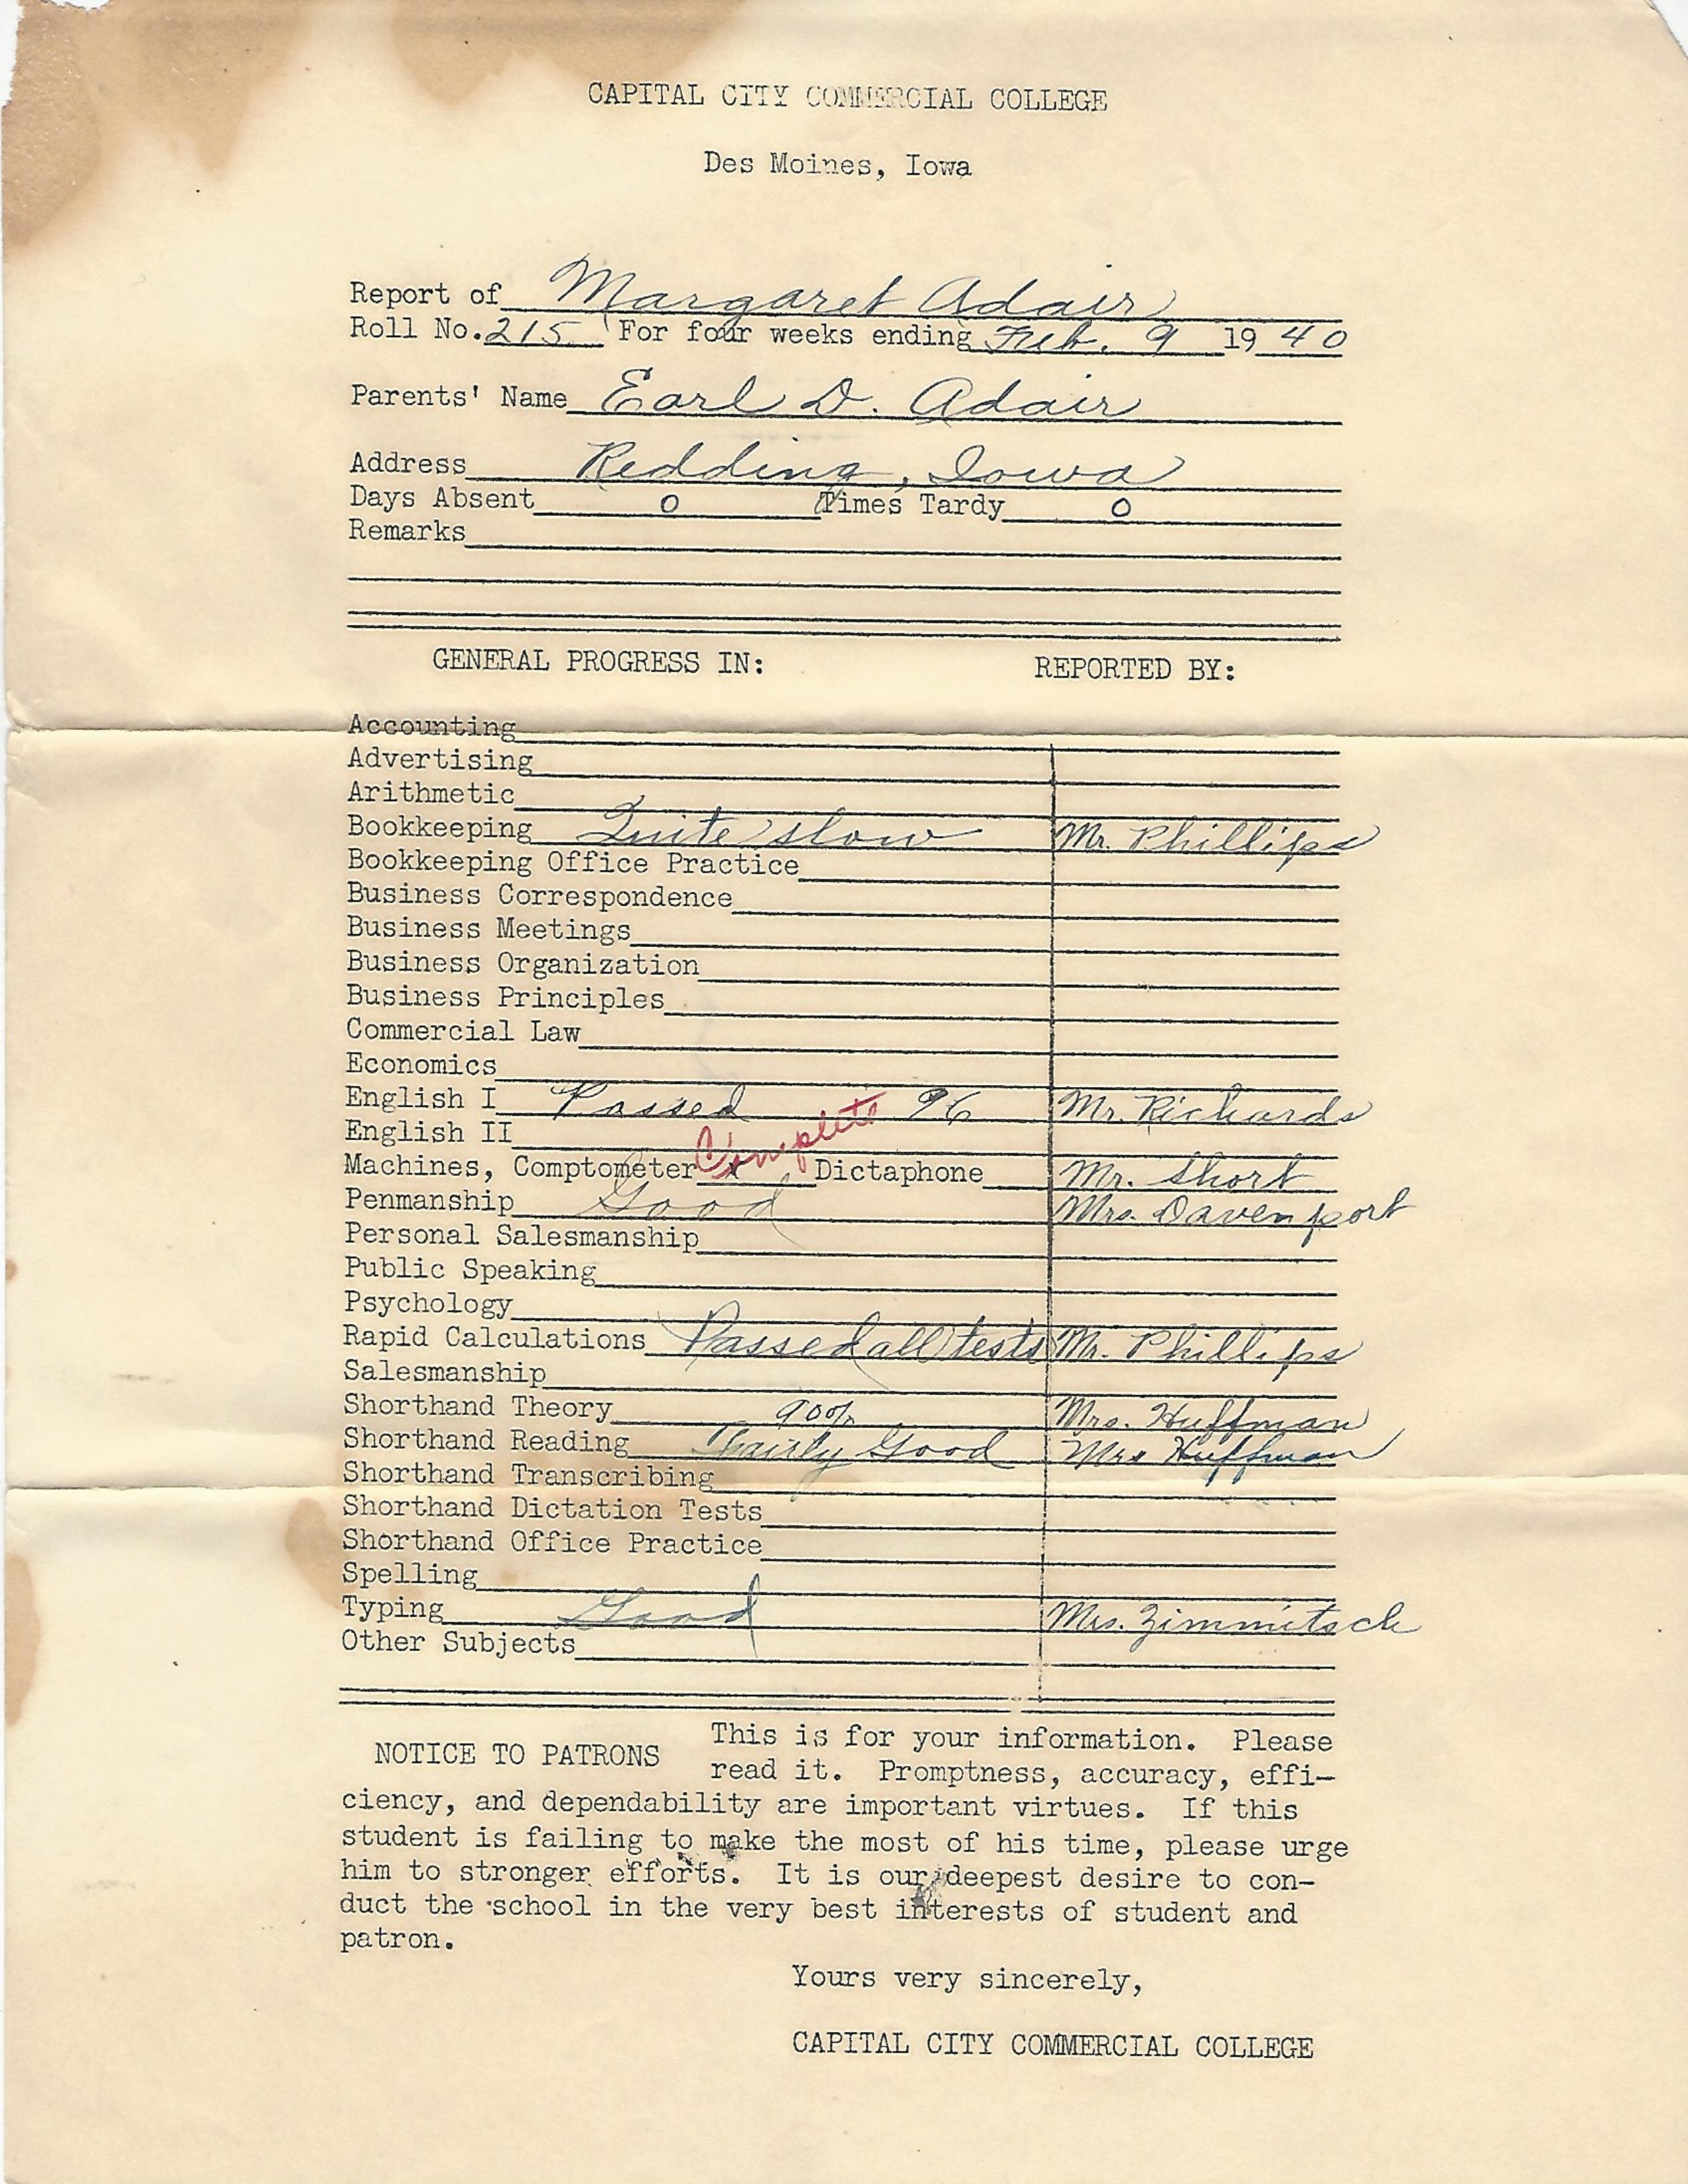 CAPITAL CITY COMMERCIAL COLLEGE
Des Moines, Iowa
Report of Margaret Adair
Roll No. 215 For four weeks ending Feb. 9 19 40
Parents' Name Earl D. Adair
Address Redding, Iowa
Days Absent 0 Times Tardy 0
Remarks
GENERAL PROGRESS IN: REPORTED BY:
Accounting
Advertising
Arithmetic
Bookkeeping Quite slow Mr. Phillips
Bookkeeping Office Practice
Business Correspondence
Business Meetings
Business Organization
Business Principles
Commercial Law
Economics
English I Passed 96 Mr. Richards
English II
Machines, Comptometer Complete Dictaphone Mr. Short
Penmanship Good Mrs. Davenport
Personal Salesmanship
Public Speaking
Psychology
Rapid Calculations Passed all tests Mr. Phillips
Salesmanship
Shorthand Theory 90% Mrs. Huffman
Shorthand Reading Fairly Good Mrs Huffman
Shorthand Transcribing
Shorthand Dictation Tests
Shorthand Office Practice
Spelling
Typing Good Mrs. Zimmitsch
Other Subjects
NOTICE TO PATRONS This is for your information. Please
read it. Promptness, accuracy, effi-
ciency, and dependability are important virtues. If this
student is failing to make the most of his time, please urge
him to stronger efforts. It is our deepest desire to con-
duct the school in the very best interests of student and
patron.
Yours very sincerely,
CAPITAL CITY COMMERCIAL COLLEGE